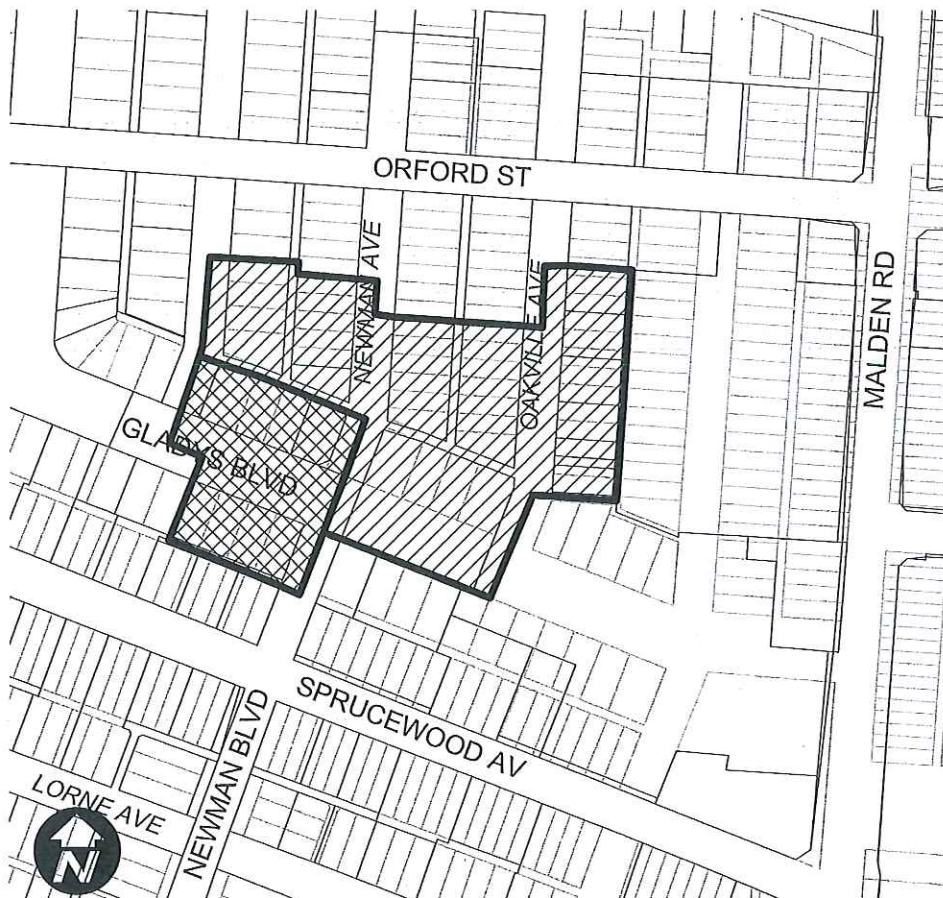 ORFORD ST
NEWMAN AVE
OAKVILLE AVE
MALDEN RD
GLADYS BLVD
SPRUCEWOOD AV
NEWMAN BLVD
LORNE AVE
N